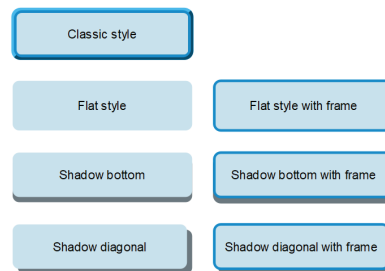 Classic style
Flat style
Flat style with frame
Shadow bottom
Shadow bottom with frame
Shadow diagonal
Shadow diagonal with frame